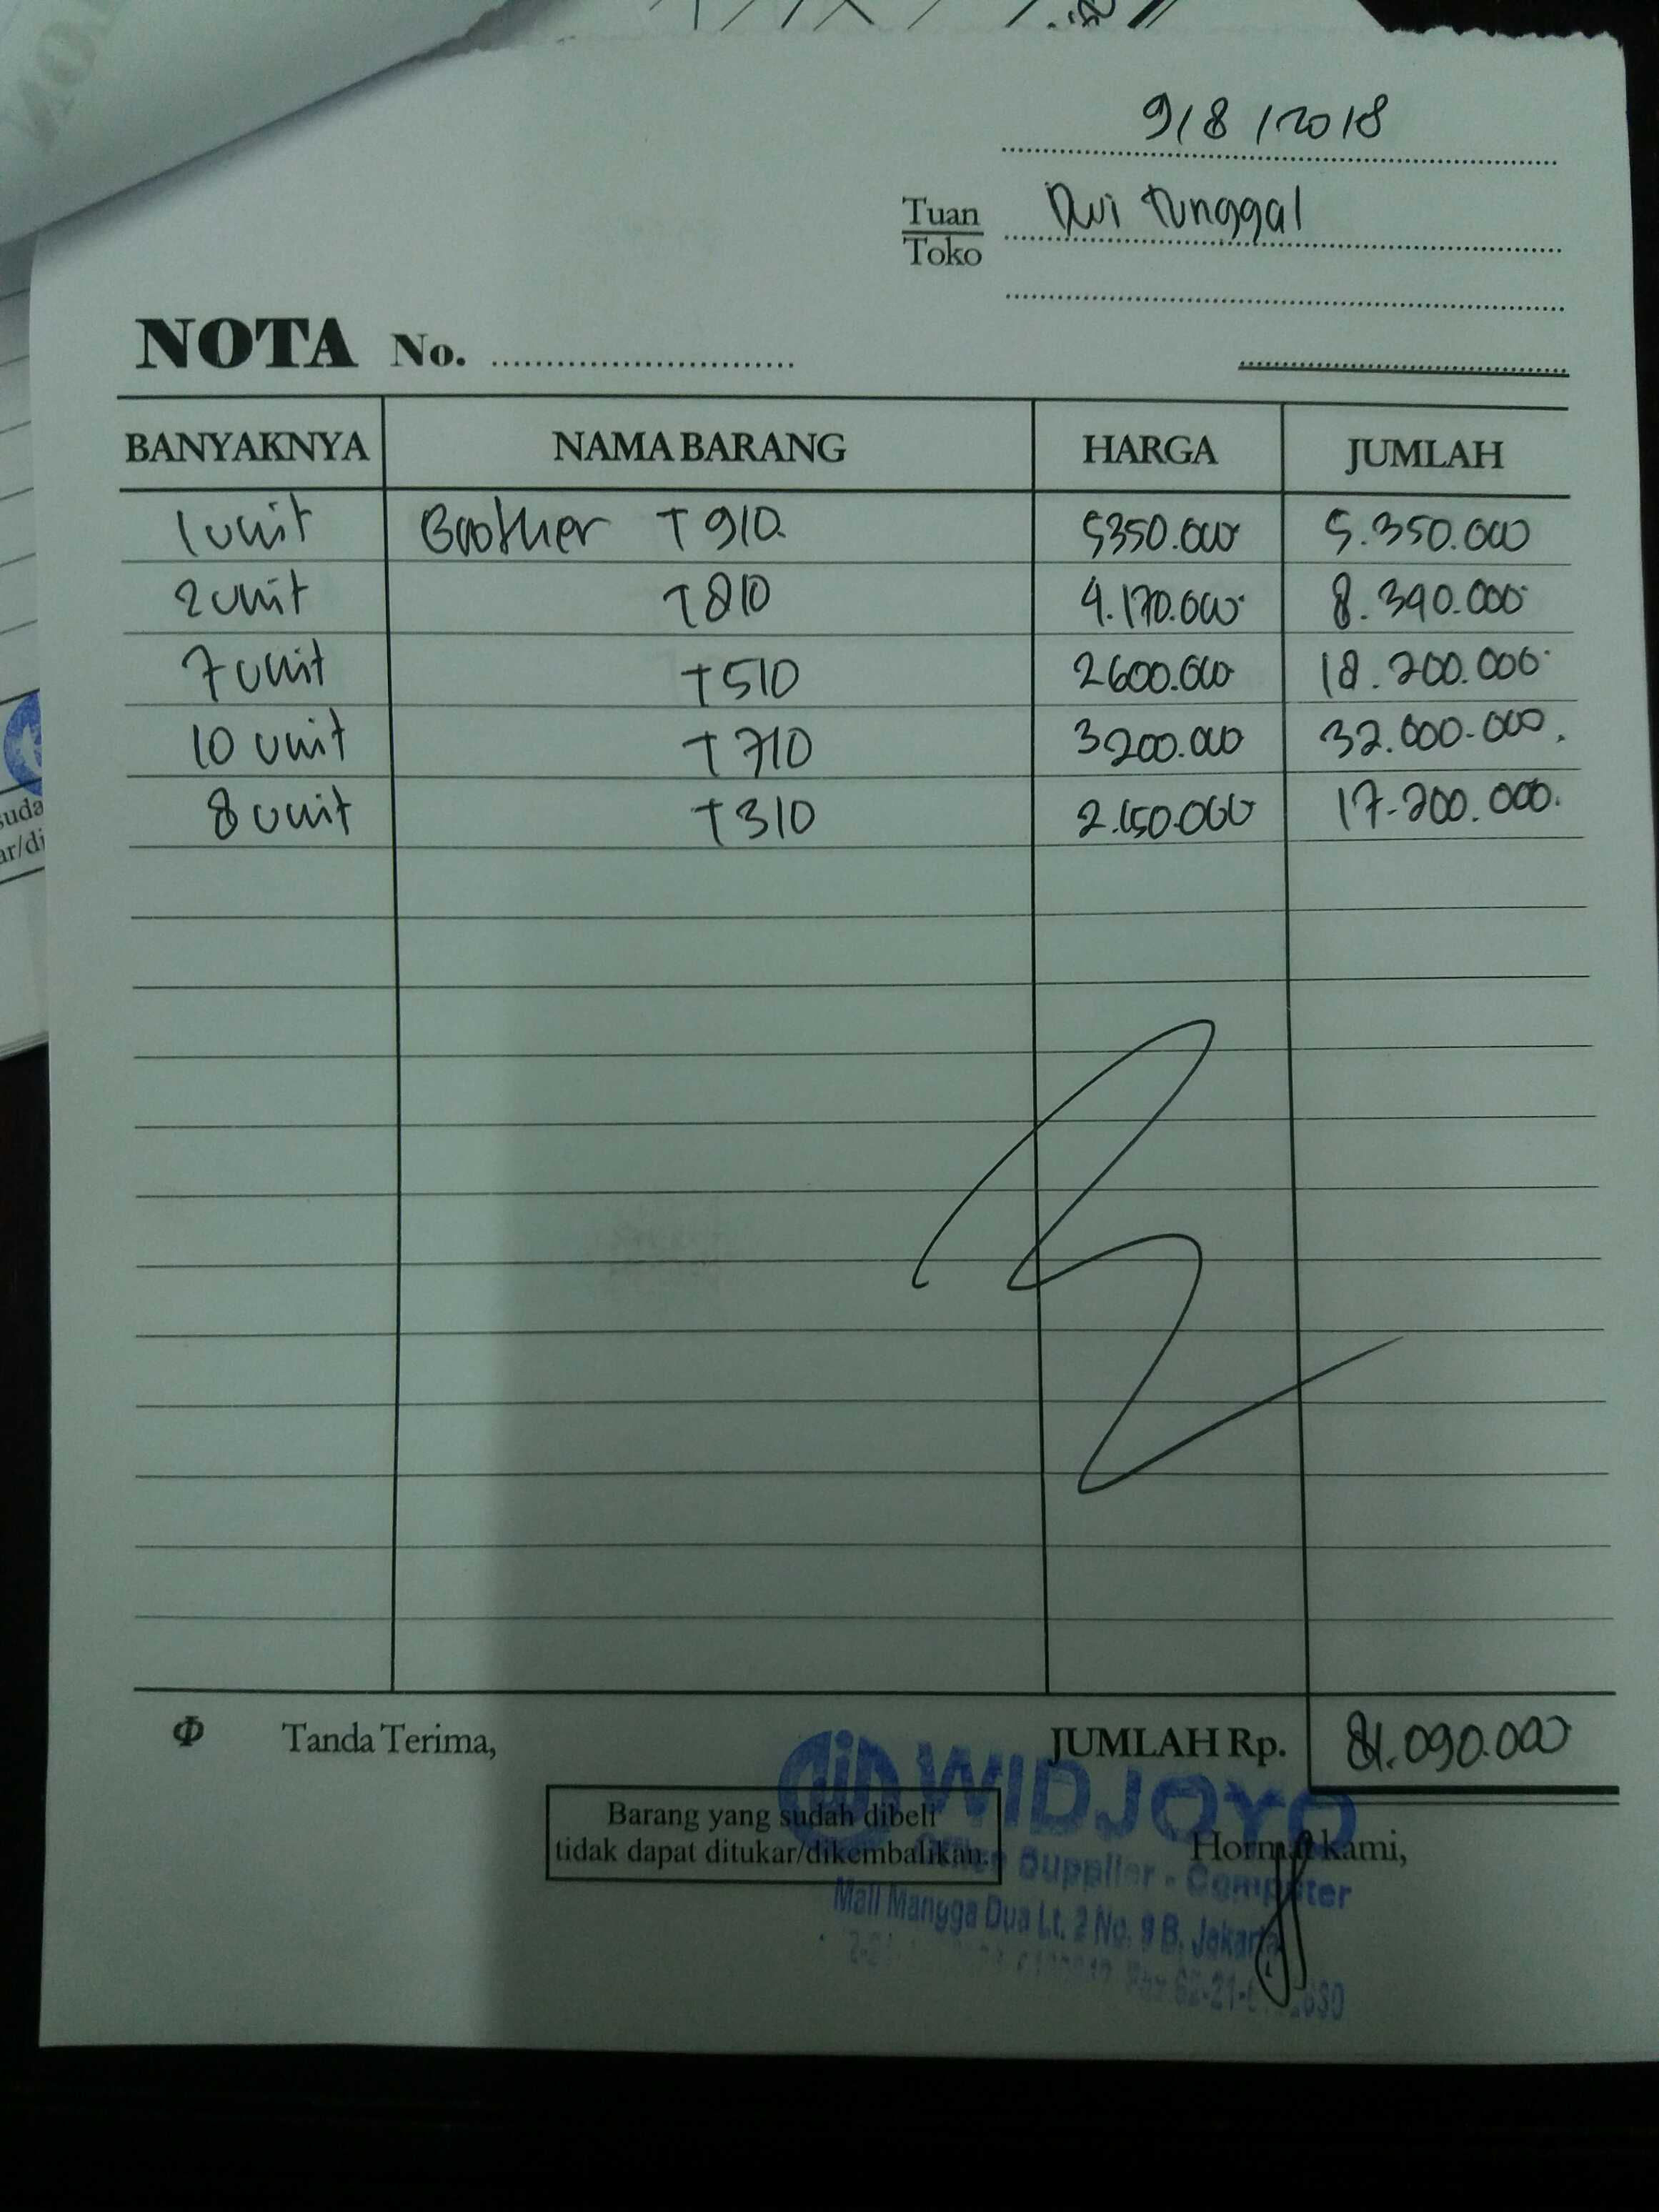 9/8/2018
Tuan Dwi Tunggal
Toko
NOTA No.
BANYAKNYA NAMA BARANG HARGA JUMLAH
1 unit Brother T910 5350.000 5.350.000
2 unit T810 4.170.000 8.340.000
7 unit T510 2600.000 18.200.000
10 unit T710 3200.000 32.000.000
8 unit T310 2.150.000 17.200.000
Tanda Terima, JUMLAH Rp. 81.090.000
WIDJOYO
Barang yang sudah dibeli
tidak dapat ditukar/dikembalikan.
Hormat kami,
Supplier - Computer
Mall Mangga Dua Lt. 2 No. 9 B, Jakarta